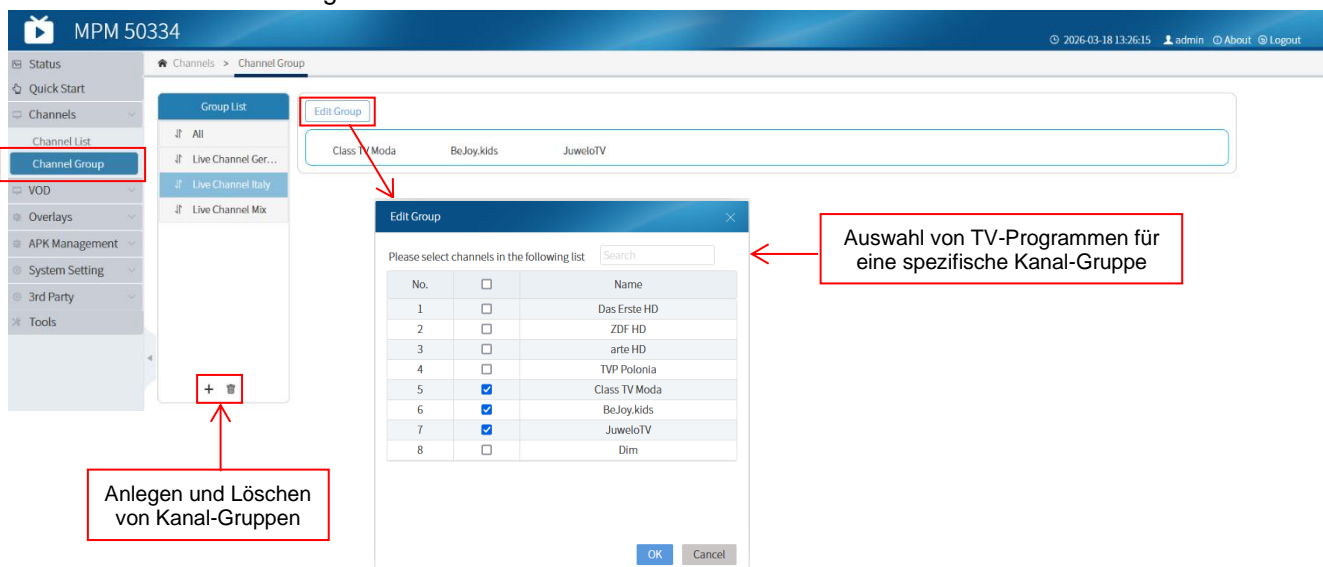 MPM 50334
2026-03-18 13:26:15 admin About Logout
Status
Quick Start
Channels
Channel List
Channel Group
VOD
Overlays
APK Management
System Setting
3rd Party
Tools
Channels > Channel Group
Group List
All
Live Channel Ger...
Live Channel Italy
Live Channel Mix
Edit Group
Class TV Moda BeJoy.kids JuweloTV
Edit Group
Please select channels in the following list Search
No. Name
1 Das Erste HD
2 ZDF HD
3 arte HD
4 TVP Polonia
5 Class TV Moda
6 BeJoy.kids
7 JuweloTV
8 Dim
OK Cancel
Auswahl von TV-Programmen für
eine spezifische Kanal-Gruppe
Anlegen und Löschen
von Kanal-Gruppen